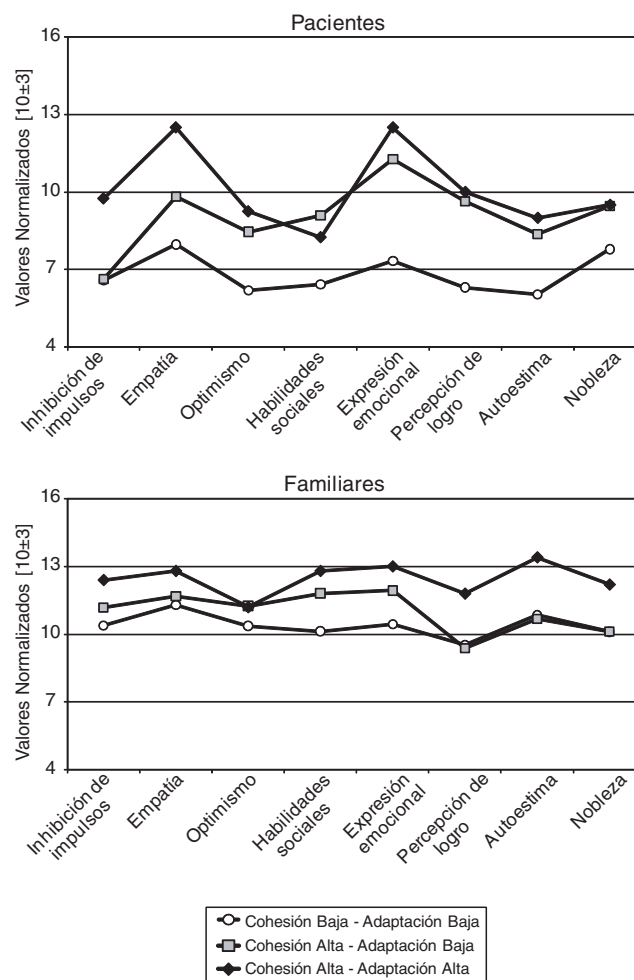 Pacientes
Valores Normalizados [10±3]
16
13
10
7
4
Inhibición de
impulsos
Empatía
Optimismo
Habilidades
sociales
Expresión
emocional
Percepción de
logro
Autoestima
Nobleza
Familiares
Valores Normalizados [10±3]
16
13
10
7
4
Inhibición de
impulsos
Empatía
Optimismo
Habilidades
sociales
Expresión
emocional
Percepción de
logro
Autoestima
Nobleza
Cohesión Baja - Adaptación Baja
Cohesión Alta - Adaptación Baja
Cohesión Alta - Adaptación Alta